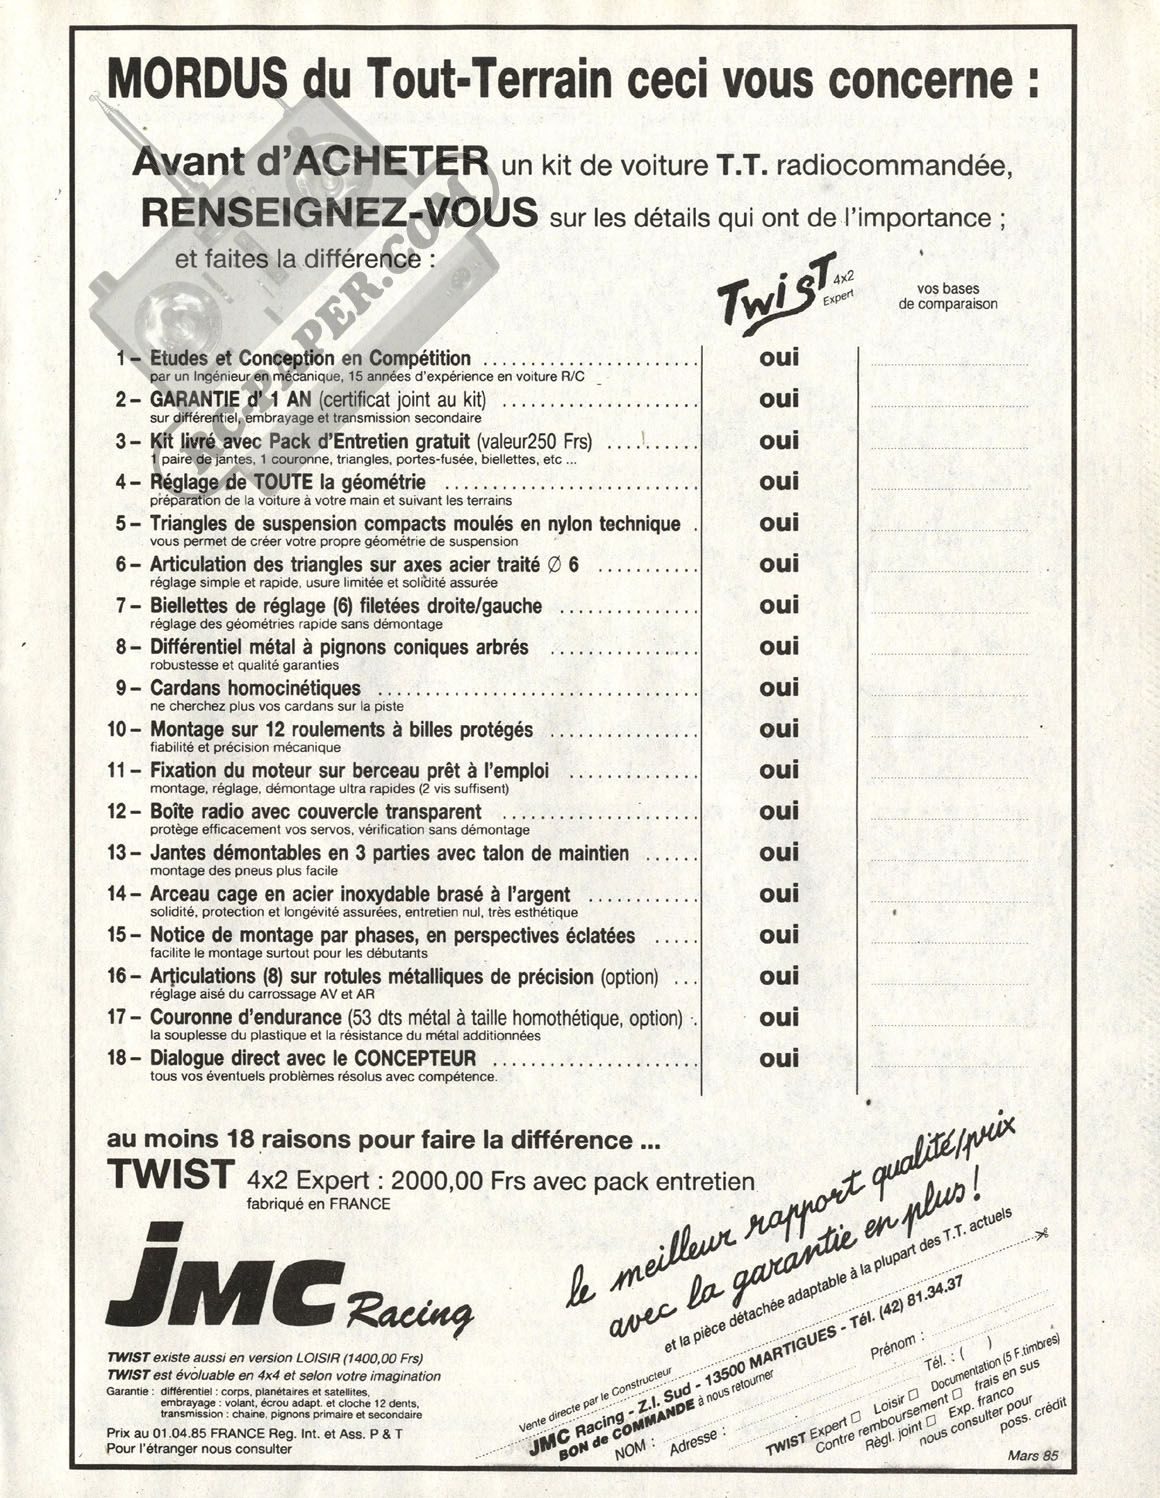 MORDUS du Tout-Terrain ceci vous concerne :
Avant d'ACHETER un kit de voiture T.T. radiocommandée,
RENSEIGNEZ-VOUS sur les détails qui ont de l'importance ;
et faites la différence :
RC-PAPER.COM
TwisT 4x2 Expert
vos bases
de comparaison
1 – Etudes et Conception en Compétition .................... oui
par un Ingénieur en mécanique, 15 années d'expérience en voiture R/C
2 – GARANTIE d' 1 AN (certificat joint au kit) .................. oui
sur différentiel, embrayage et transmission secondaire
3 – Kit livré avec Pack d'Entretien gratuit (valeur250 Frs) ........ oui
1 paire de jantes, 1 couronne, triangles, portes-fusée, biellettes, etc ...
4 – Réglage de TOUTE la géométrie ....................... oui
préparation de la voiture à votre main et suivant les terrains
5 – Triangles de suspension compacts moulés en nylon technique . oui
vous permet de créer votre propre géométrie de suspension
6 – Articulation des triangles sur axes acier traité ∅ 6 ........... oui
réglage simple et rapide, usure limitée et solidité assurée
7 – Biellettes de réglage (6) filetées droite/gauche .............. oui
réglage des géométries rapide sans démontage
8 – Différentiel métal à pignons coniques arbrés ............... oui
robustesse et qualité garanties
9 – Cardans homocinétiques ............................. oui
ne cherchez plus vos cardans sur la piste
10 – Montage sur 12 roulements à billes protégés ............... oui
fiabilité et précision mécanique
11 – Fixation du moteur sur berceau prêt à l'emploi ............. oui
montage, réglage, démontage ultra rapides (2 vis suffisent)
12 – Boîte radio avec couvercle transparent .................... oui
protège efficacement vos servos, vérification sans démontage
13 – Jantes démontables en 3 parties avec talon de maintien ...... oui
montage des pneus plus facile
14 – Arceau cage en acier inoxydable brasé à l'argent ............ oui
solidité, protection et longévité assurées, entretien nul, très esthétique
15 – Notice de montage par phases, en perspectives éclatées ..... oui
facilite le montage surtout pour les débutants
16 – Articulations (8) sur rotules métalliques de précision (option) ... oui
réglage aisé du carrossage AV et AR
17 – Couronne d'endurance (53 dts métal à taille homothétique, option) . oui
la souplesse du plastique et la résistance du métal additionnées
18 – Dialogue direct avec le CONCEPTEUR .................... oui
tous vos éventuels problèmes résolus avec compétence.
au moins 18 raisons pour faire la différence ...
TWIST 4x2 Expert : 2000,00 Frs avec pack entretien
fabriqué en FRANCE
le meilleur rapport qualité/prix
avec la garantie en plus !
et la pièce détachée adaptable à la plupart des T.T. actuels
JMC Racing
TWIST existe aussi en version LOISIR (1400,00 Frs)
TWIST est évoluable en 4x4 et selon votre imagination
Garantie : différentiel : corps, planétaires et satellites,
embrayage : volant, écrou adapt. et cloche 12 dents,
transmission : chaine, pignons primaire et secondaire
Prix au 01.04.85 FRANCE Reg. Int. et Ass. P & T
Pour l'étranger nous consulter
Vente directe par le Constructeur
JMC Racing - Z.I. Sud - 13500 MARTIGUES - Tél. (42) 81.34.37
BON de COMMANDE à nous retourner
NOM : Prénom :
Adresse : Tél. : ( )
TWIST Expert □ Loisir □ Documentation (5 F.timbres)
Contre remboursement □ frais en sus
Règl. joint □ Exp. franco
nous consulter pour
poss. crédit
Mars 85